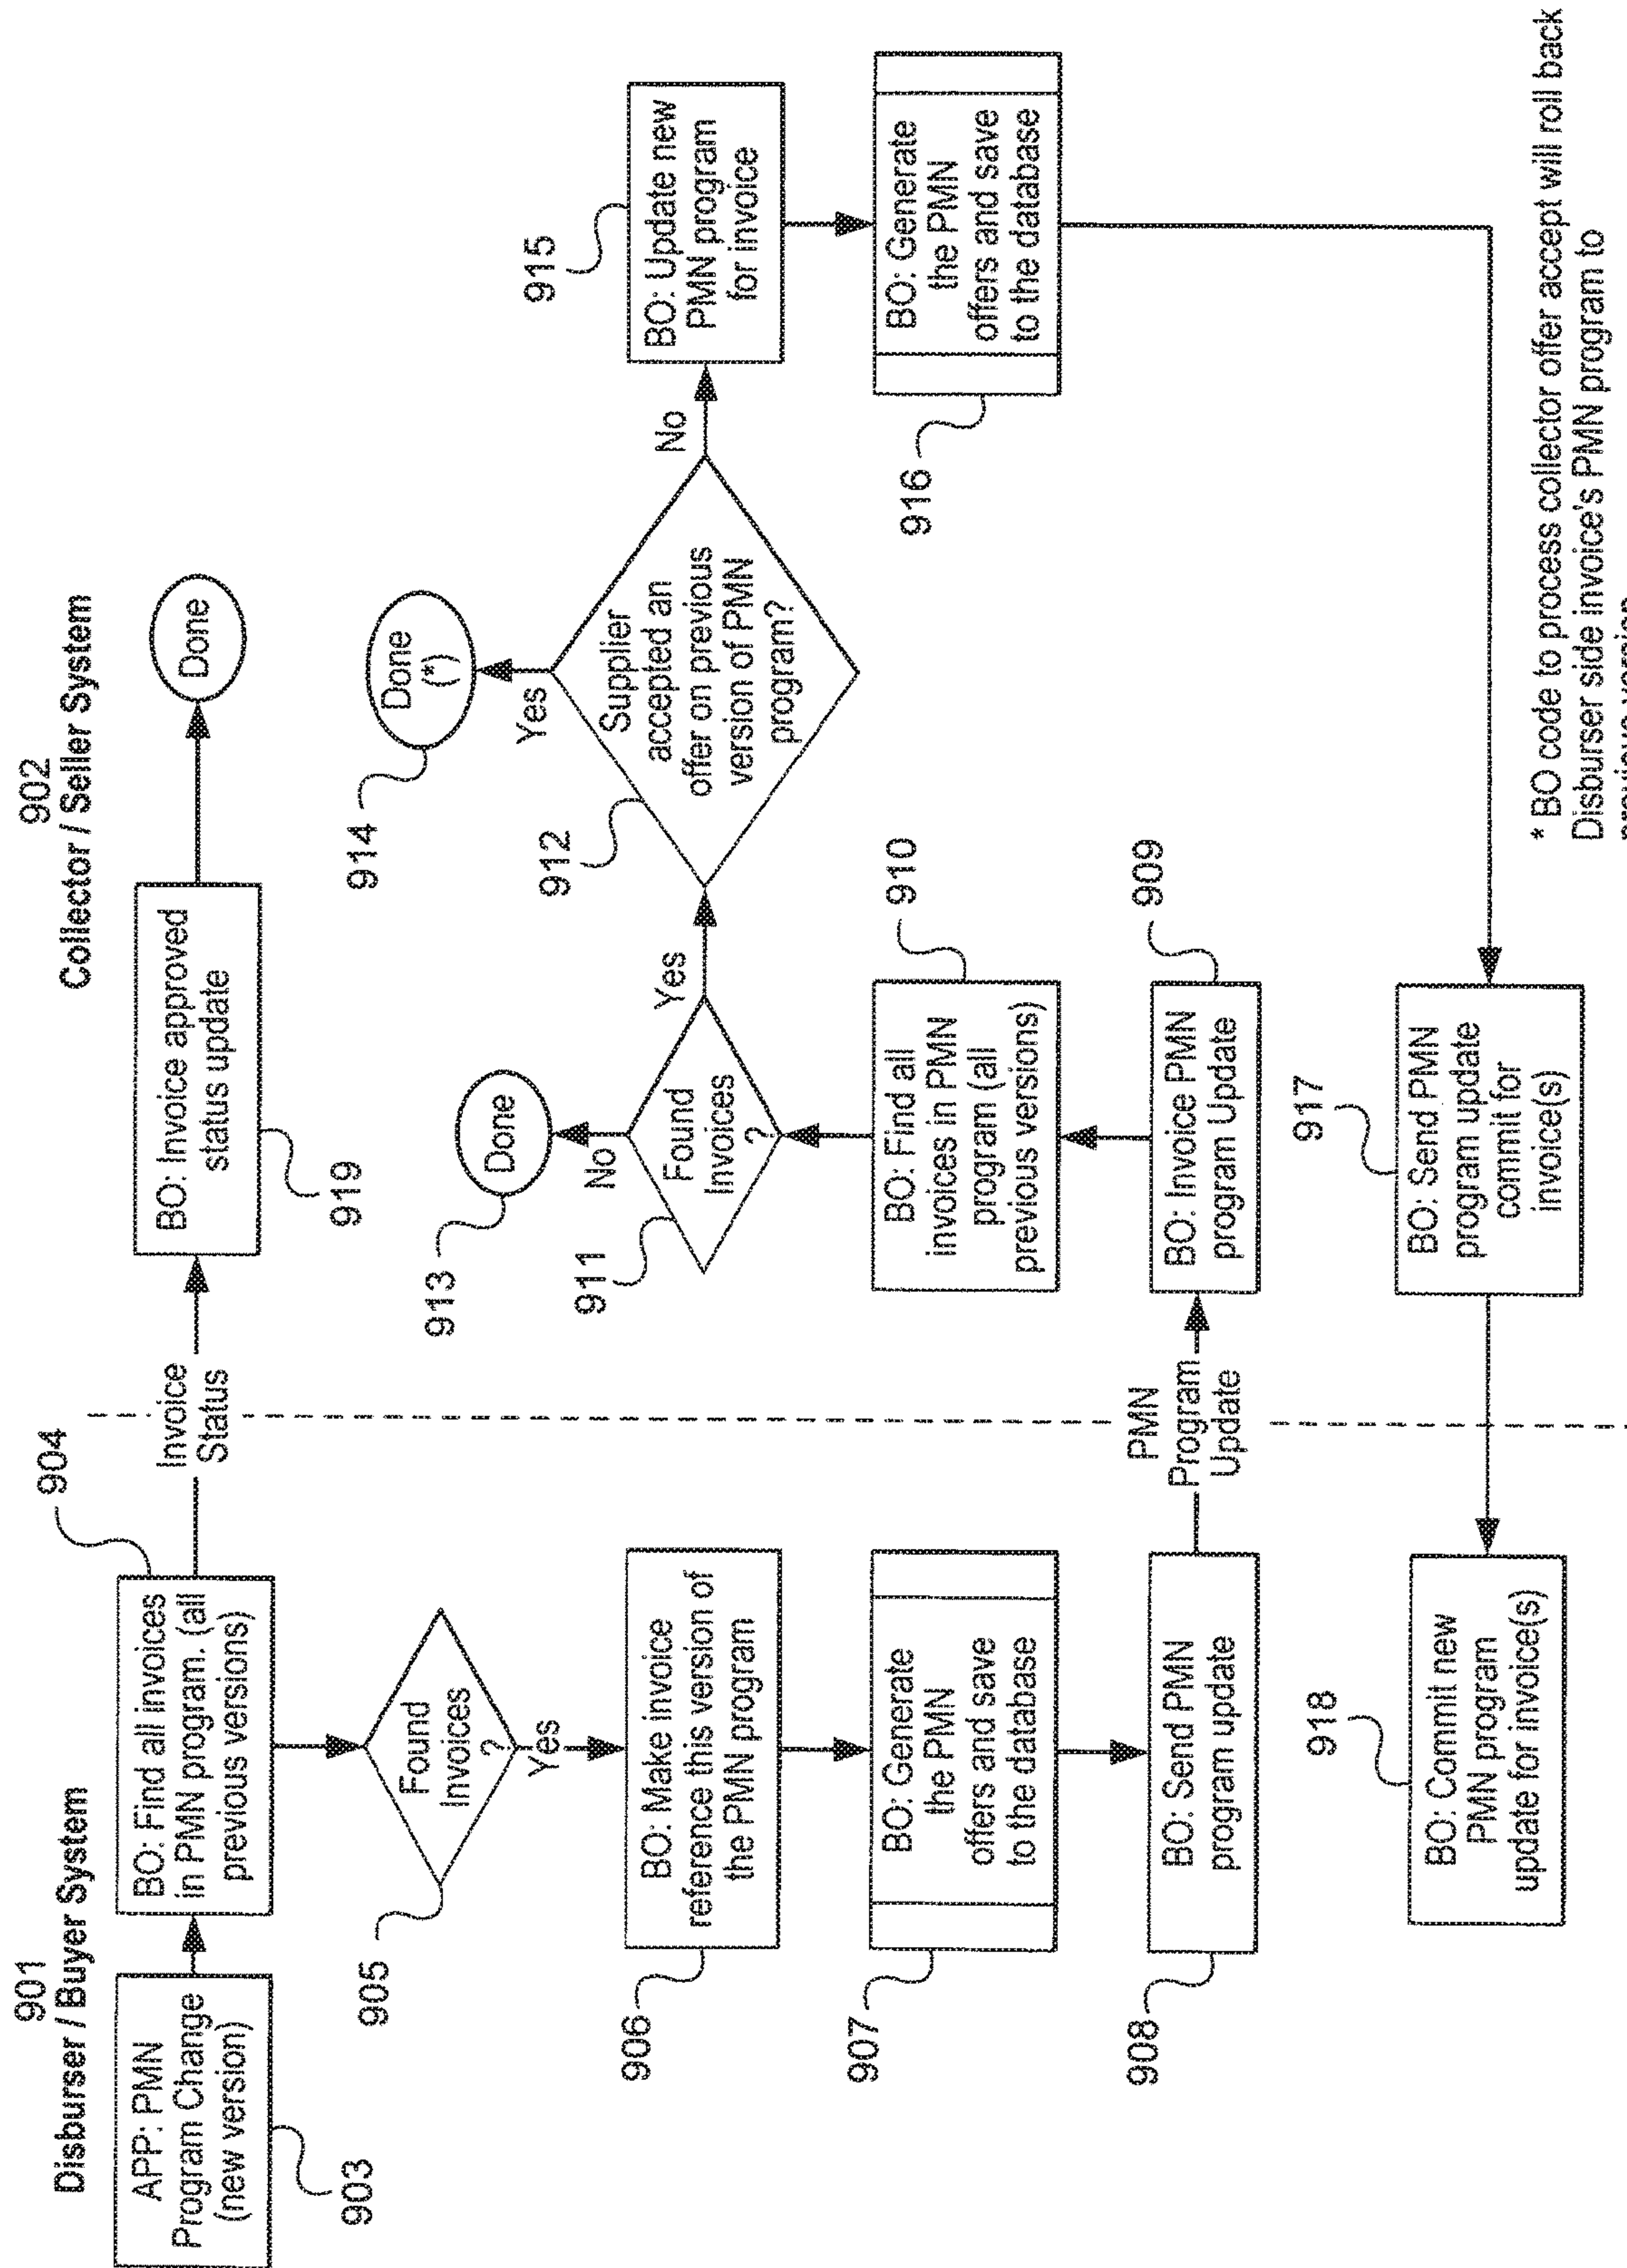 901
Disburser / Buyer System
902
Collector / Seller System
APP: PMN
Program Change
(new version)
903
BO: Find all invoices
in PMN program. (all
previous versions)
904
Invoice
Status
BO: Invoice approved
status update
919
Done
Found
Invoices
?
905
Yes
BO: Make invoice
reference this version of
the PMN program
906
BO: Generate
the PMN
offers and save
to the database
907
BO: Send PMN
program update
908
PMN
Program
Update
BO: Invoice PMN
program Update
909
BO: Find all
invoices in PMN
program (all
previous versions)
910
Found
Invoices
?
911
No
Done
913
Yes
Supplier
accepted an
offer on previous
version of PMN
program?
912
Yes
Done
(*)
914
No
BO: Update new
PMN program
for invoice
915
BO: Generate
the PMN
offers and save
to the database
916
BO: Send PMN
program update
commit for
invoice(s)
917
BO: Commit new
PMN program
update for invoice(s)
918
* BO code to process collector offer accept will roll back
Disburser side invoice's PMN program to
previous version